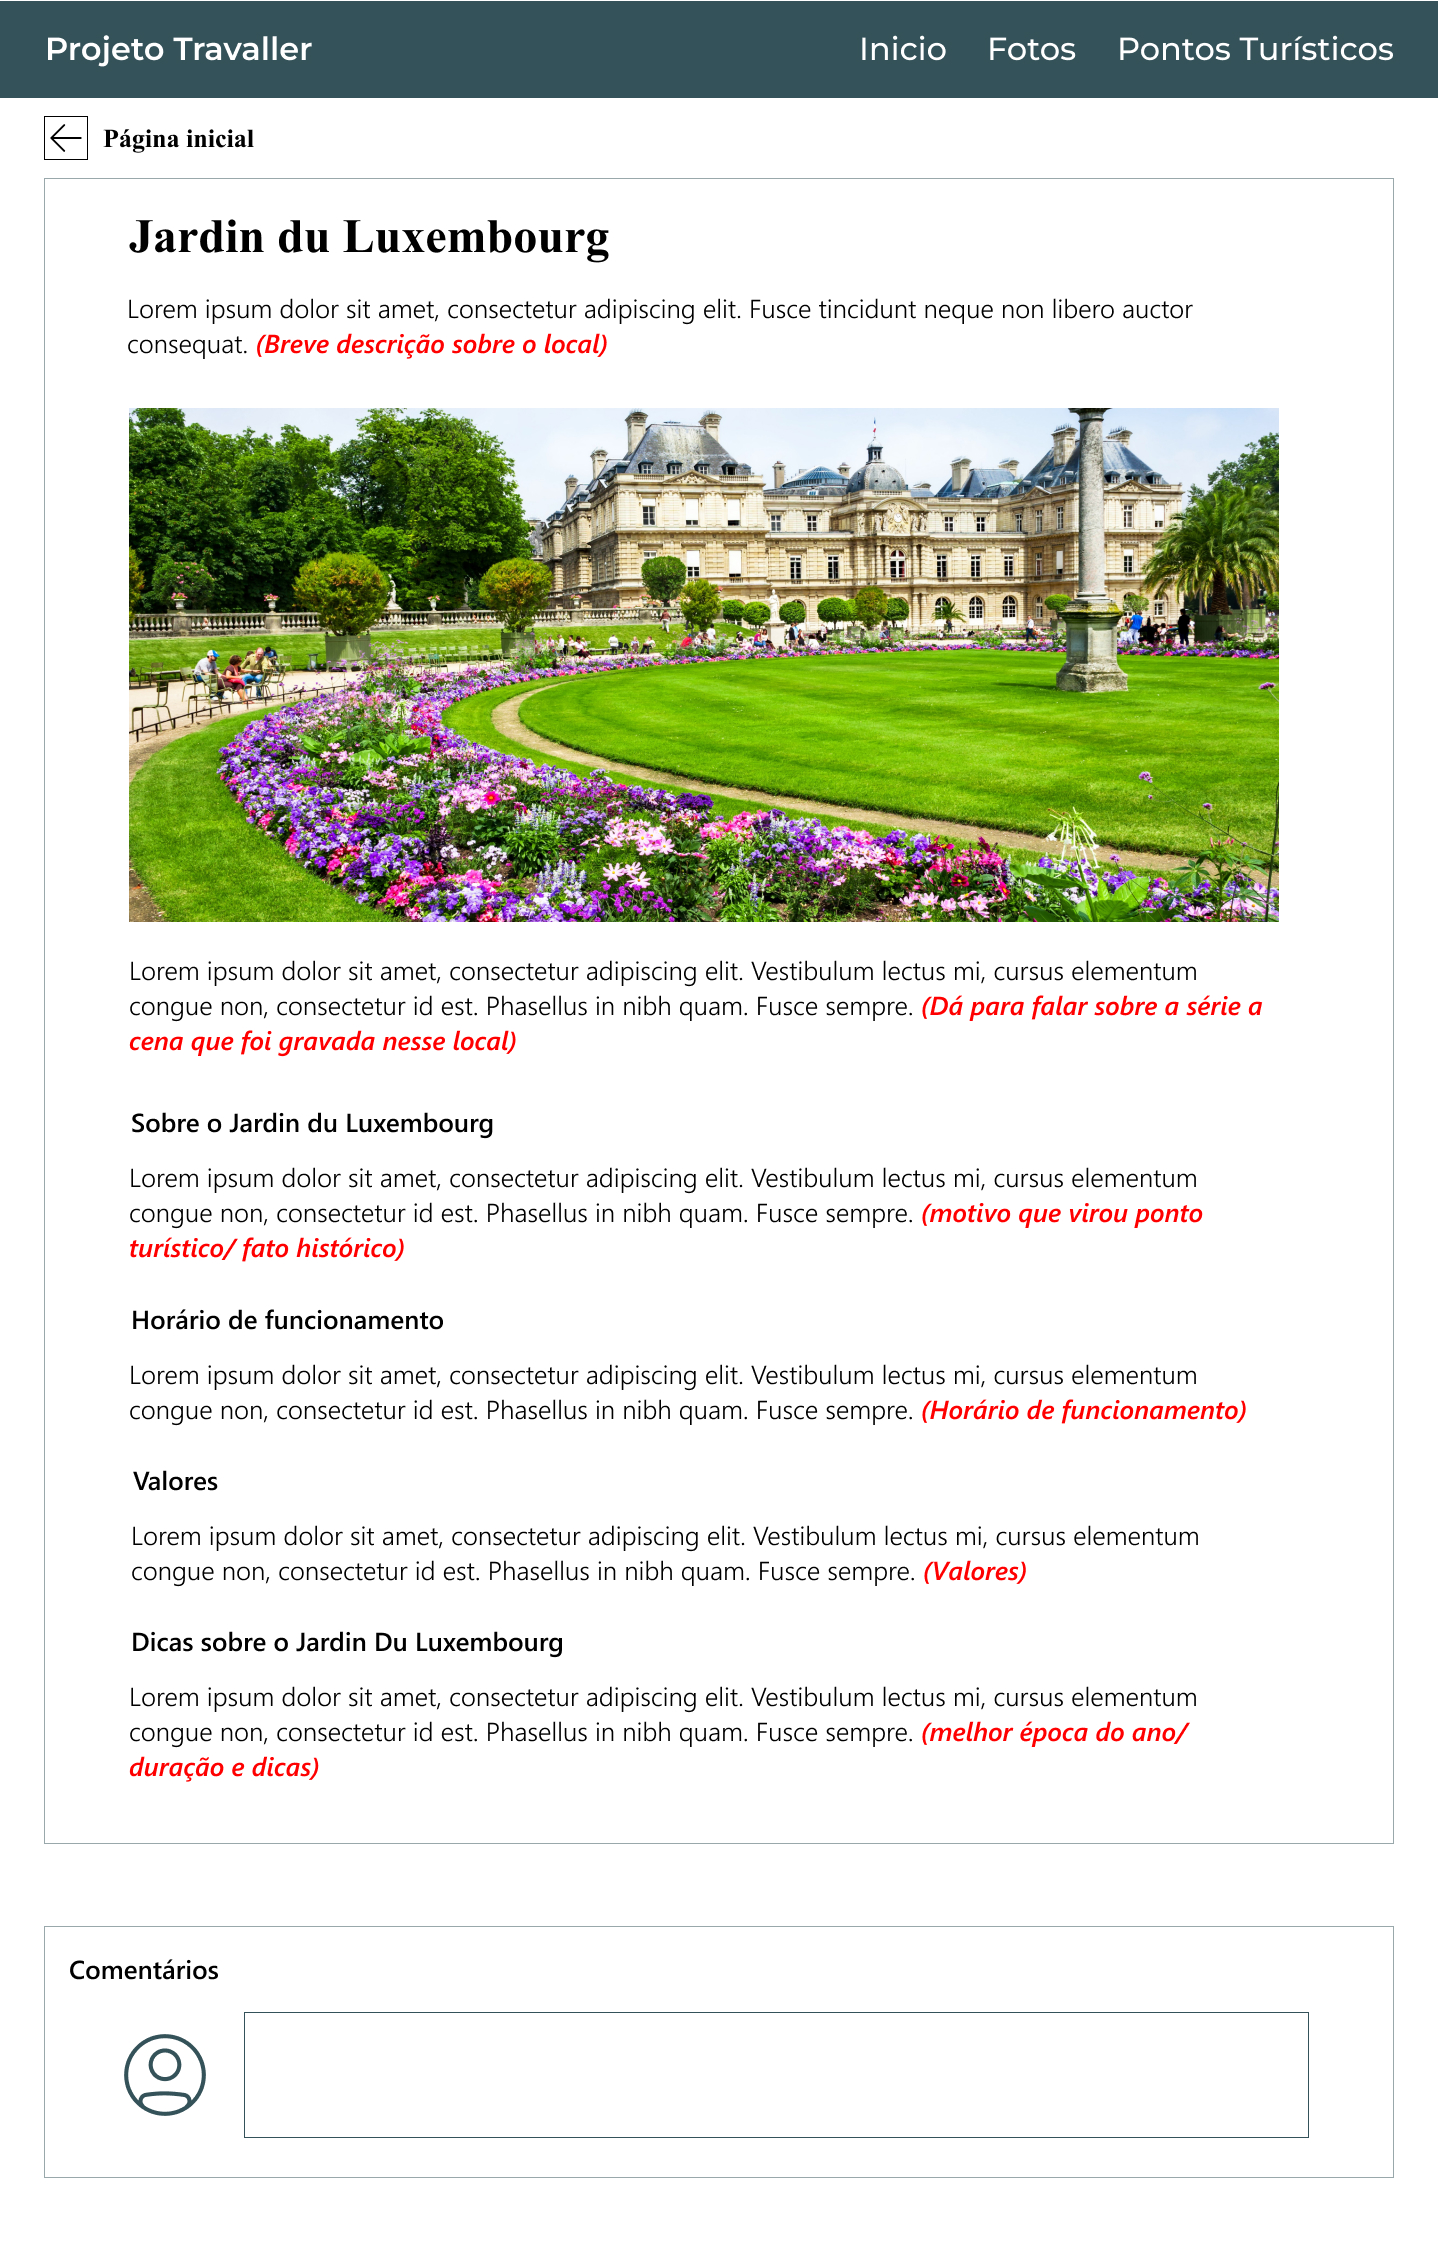 Projeto Travaller
Inicio Fotos Pontos Turísticos
Página inicial
Jardin du Luxembourg
Lorem ipsum dolor sit amet, consectetur adipiscing elit. Fusce tincidunt neque non libero auctor
consequat. (Breve descrição sobre o local)
Lorem ipsum dolor sit amet, consectetur adipiscing elit. Vestibulum lectus mi, cursus elementum
congue non, consectetur id est. Phasellus in nibh quam. Fusce sempre. (Dá para falar sobre a série a
cena que foi gravada nesse local)
Sobre o Jardin du Luxembourg
Lorem ipsum dolor sit amet, consectetur adipiscing elit. Vestibulum lectus mi, cursus elementum
congue non, consectetur id est. Phasellus in nibh quam. Fusce sempre. (motivo que virou ponto
turístico/ fato histórico)
Horário de funcionamento
Lorem ipsum dolor sit amet, consectetur adipiscing elit. Vestibulum lectus mi, cursus elementum
congue non, consectetur id est. Phasellus in nibh quam. Fusce sempre. (Horário de funcionamento)
Valores
Lorem ipsum dolor sit amet, consectetur adipiscing elit. Vestibulum lectus mi, cursus elementum
congue non, consectetur id est. Phasellus in nibh quam. Fusce sempre. (Valores)
Dicas sobre o Jardin Du Luxembourg
Lorem ipsum dolor sit amet, consectetur adipiscing elit. Vestibulum lectus mi, cursus elementum
congue non, consectetur id est. Phasellus in nibh quam. Fusce sempre. (melhor época do ano/
duração e dicas)
Comentários